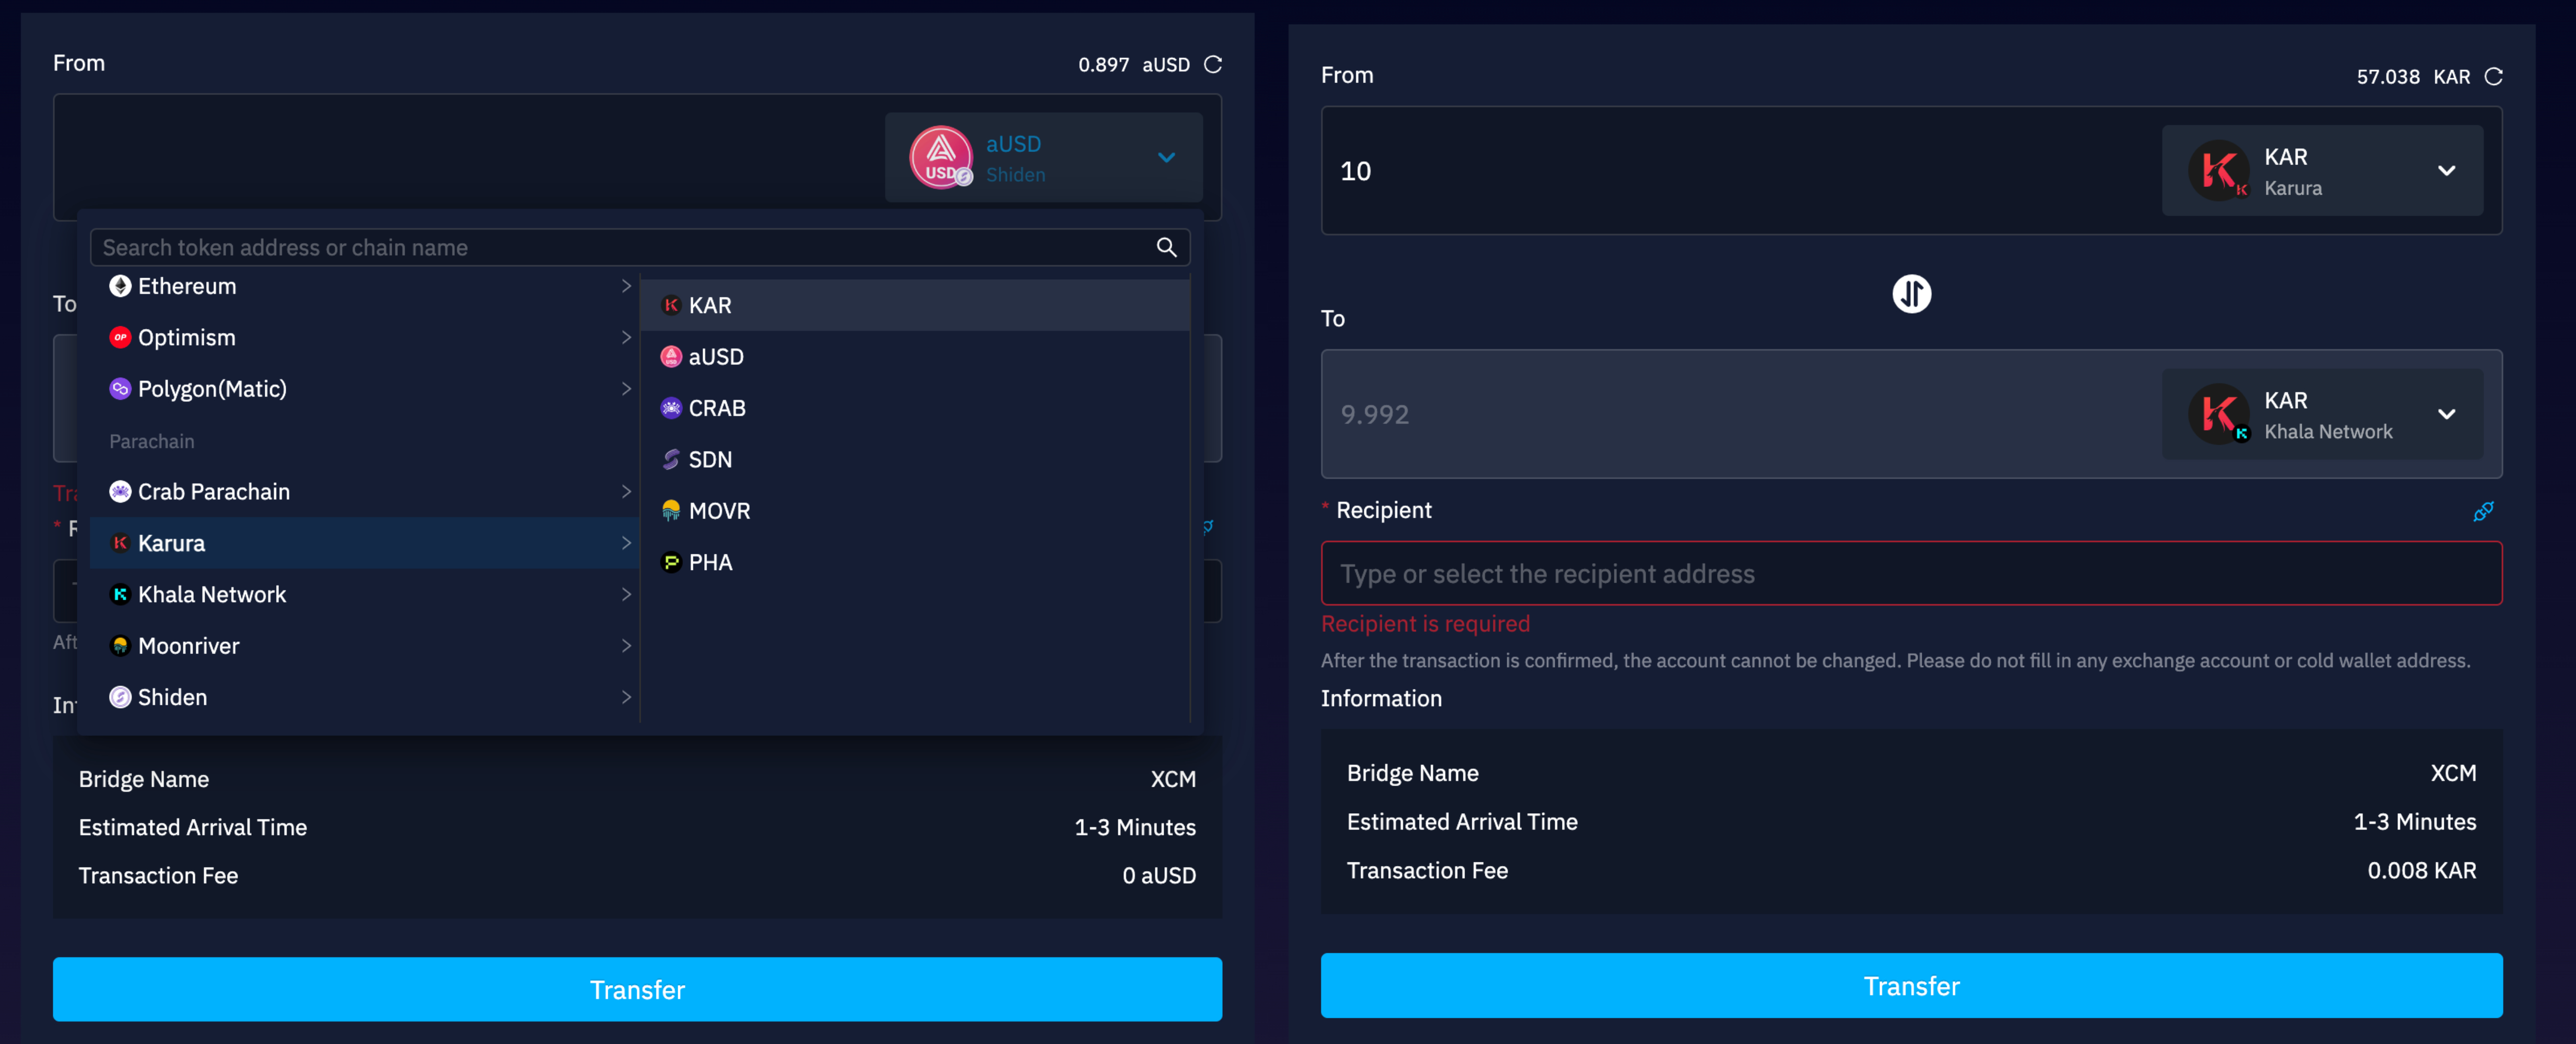 From
0.897 aUSD
USD
aUSD
Shiden
Search token address or chain name
To
Ethereum
OP Optimism
Polygon(Matic)
Parachain
Crab Parachain
Karura
Khala Network
Moonriver
Shiden
KAR
aUSD
CRAB
SDN
MOVR
PHA
* R
Bridge Name XCM
Estimated Arrival Time 1-3 Minutes
Transaction Fee 0 aUSD
Transfer
From
57.038 KAR
10
KAR
Karura
To
9.992
KAR
Khala Network
* Recipient
Type or select the recipient address
Recipient is required
After the transaction is confirmed, the account cannot be changed. Please do not fill in any exchange account or cold wallet address.
Information
Bridge Name XCM
Estimated Arrival Time 1-3 Minutes
Transaction Fee 0.008 KAR
Transfer